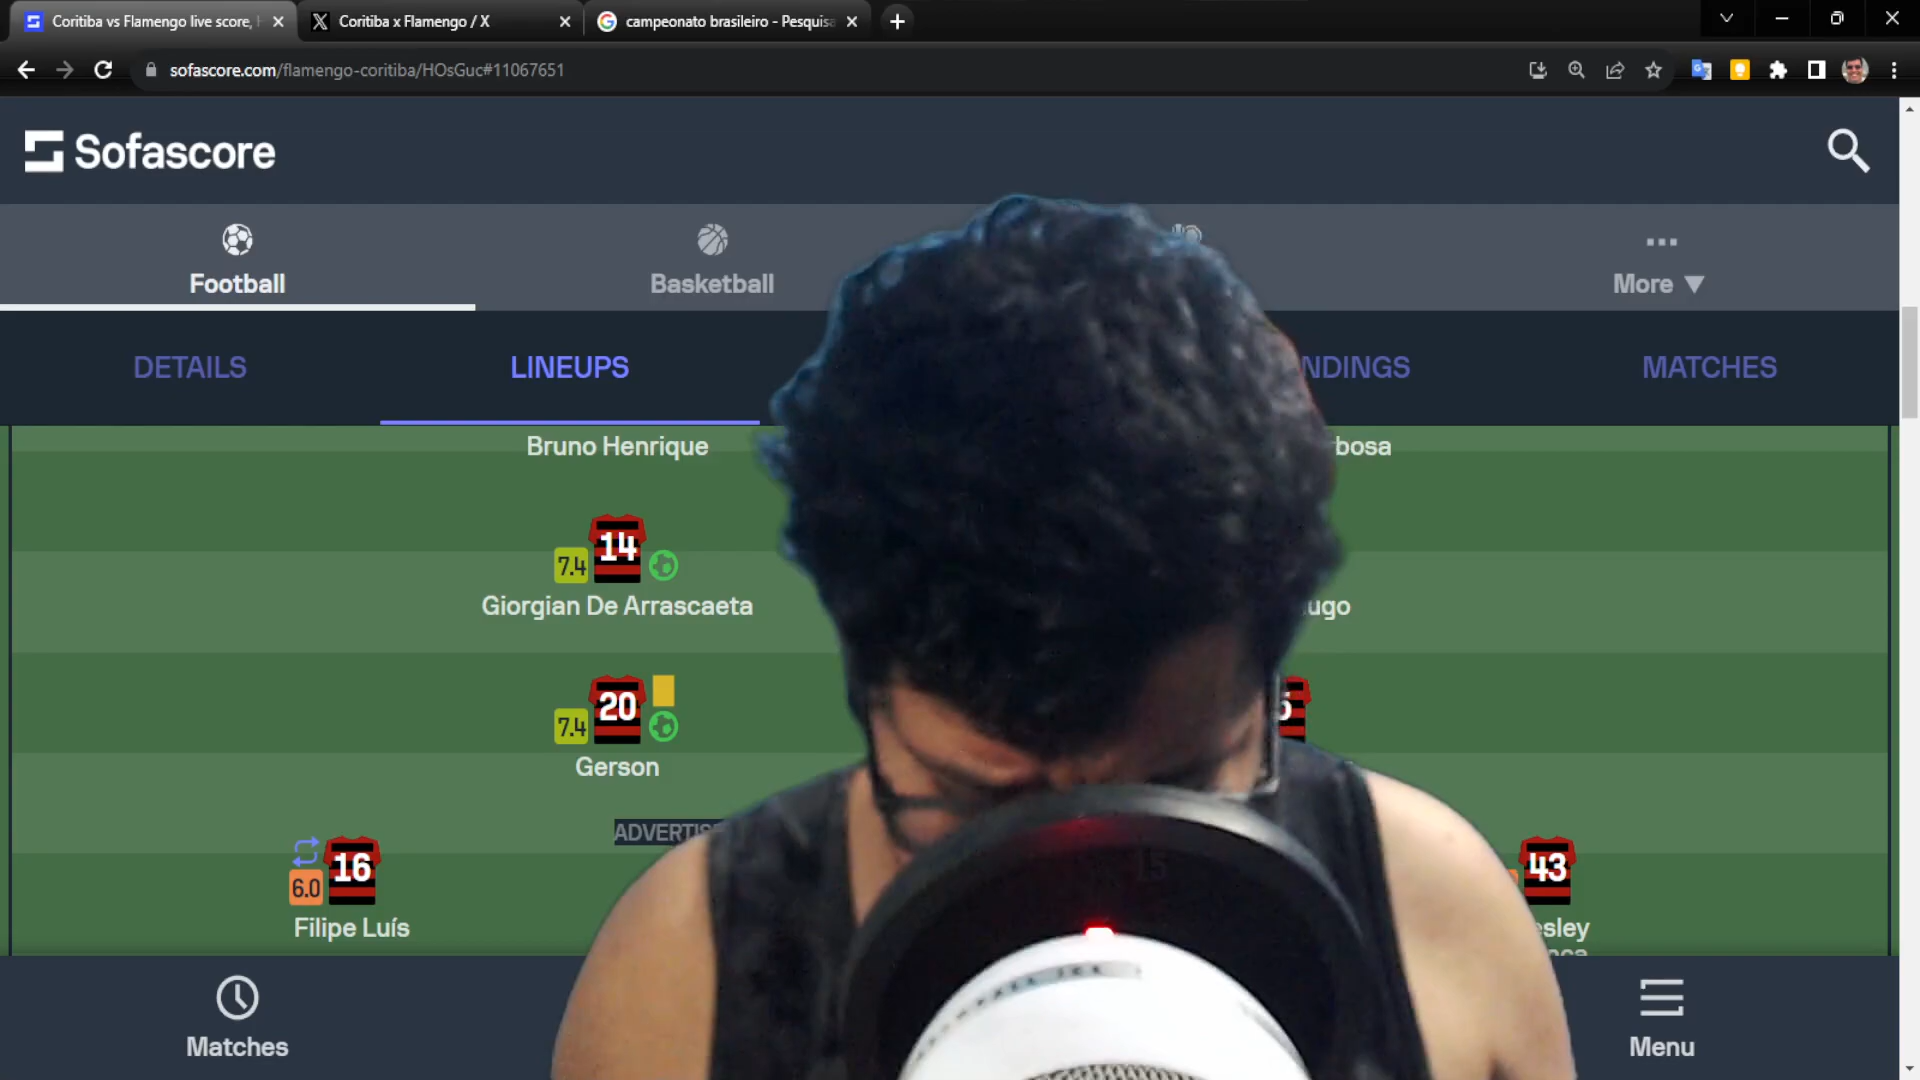 Coritiba vs Flamengo live score,
Coritiba x Flamengo / X
campeonato brasileiro - Pesquisa
sofascore.com/flamengo-coritiba/HOsGuc#11067651
Sofascore
Football
Basketball
More
DETAILS
LINEUPS
NDINGS
MATCHES
Bruno Henrique
bosa
14
7.4
Giorgian De Arrascaeta
ugo
20
7.4
5
Gerson
ADVERTIS
16
6.0
43
Filipe Luís
esley
Matches
Menu